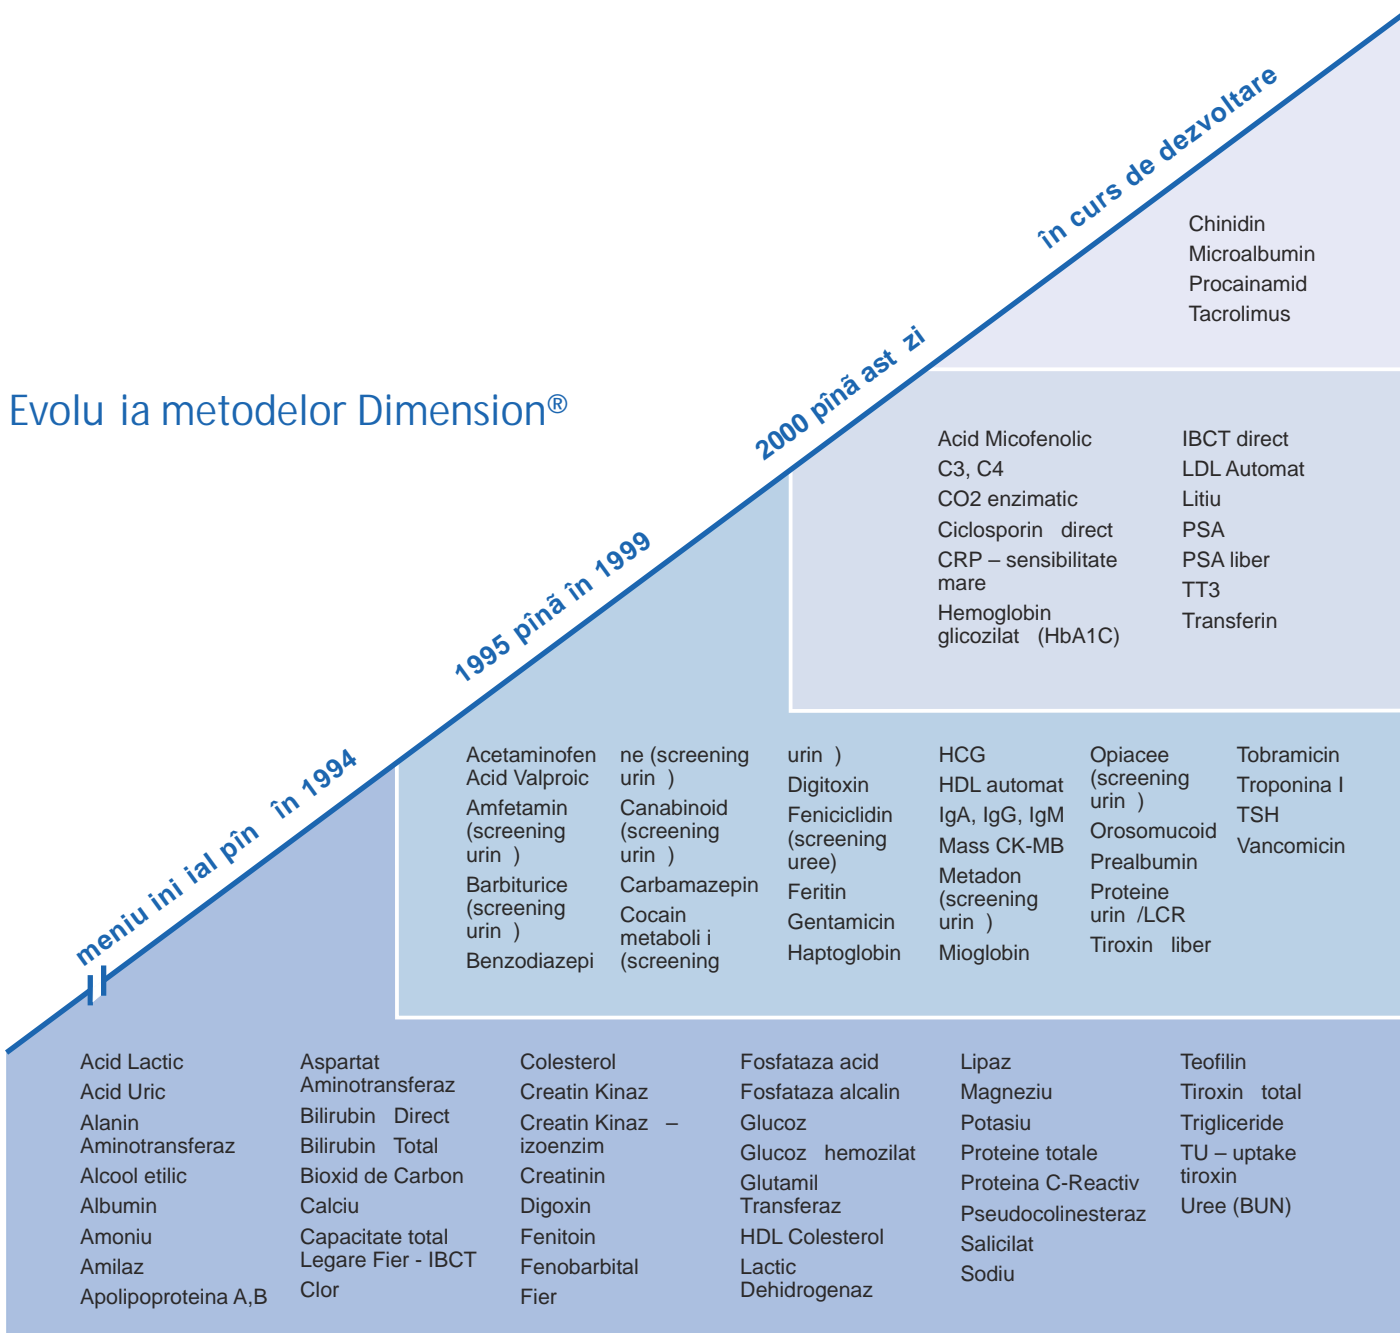 în curs de dezvoltare
Chinidin
Microalbumin
Procainamid
Tacrolimus
Evolu ia metodelor Dimension®
2000 pînã ast zi
Acid Micofenolic
C3, C4
CO2 enzimatic
Ciclosporin direct
CRP – sensibilitate
mare
Hemoglobin
glicozilat (HbA1C)
IBCT direct
LDL Automat
Litiu
PSA
PSA liber
TT3
Transferin
1995 pînã în 1999
Acetaminofen
Acid Valproic
Amfetamin
(screening
urin )
Barbiturice
(screening
urin )
Benzodiazepi
ne (screening
urin )
Canabinoid
(screening
urin )
Carbamazepin
Cocain
metaboli i
(screening
urin )
Digitoxin
Feniciclidin
(screening
uree)
Feritin
Gentamicin
Haptoglobin
HCG
HDL automat
IgA, IgG, IgM
Mass CK-MB
Metadon
(screening
urin )
Mioglobin
Opiacee
(screening
urin )
Orosomucoid
Prealbumin
Proteine
urin /LCR
Tiroxin liber
Tobramicin
Troponina I
TSH
Vancomicin
meniu ini ial pîn în 1994
Acid Lactic
Acid Uric
Alanin
Aminotransferaz
Alcool etilic
Albumin
Amoniu
Amilaz
Apolipoproteina A,B
Aspartat
Aminotransferaz
Bilirubin Direct
Bilirubin Total
Bioxid de Carbon
Calciu
Capacitate total
Legare Fier - IBCT
Clor
Colesterol
Creatin Kinaz
Creatin Kinaz –
izoenzim
Creatinin
Digoxin
Fenitoin
Fenobarbital
Fier
Fosfataza acid
Fosfataza alcalin
Glucoz
Glucoz hemozilat
Glutamil
Transferaz
HDL Colesterol
Lactic
Dehidrogenaz
Lipaz
Magneziu
Potasiu
Proteine totale
Proteina C-Reactiv
Pseudocolinesteraz
Salicilat
Sodiu
Teofilin
Tiroxin total
Trigliceride
TU – uptake
tiroxin
Uree (BUN)